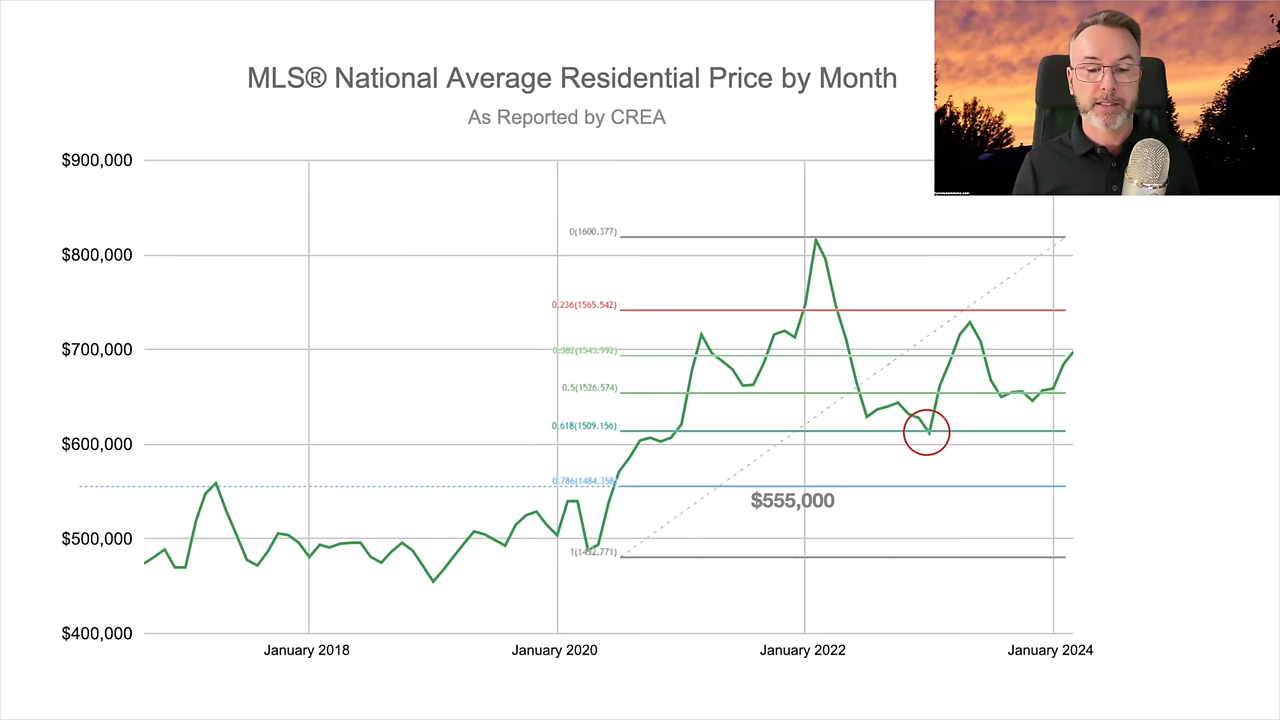 MLS® National Average Residential Price by Month
As Reported by CREA
$900,000
$800,000
$700,000
$600,000
$500,000
$400,000
0(1600.377)
0.236(1565.542)
0.382(1543.992)
0.5(1526.574)
0.618(1509.156)
0.786(1484.358)
$555,000
January 2018
January 2020
January 2022
January 2024